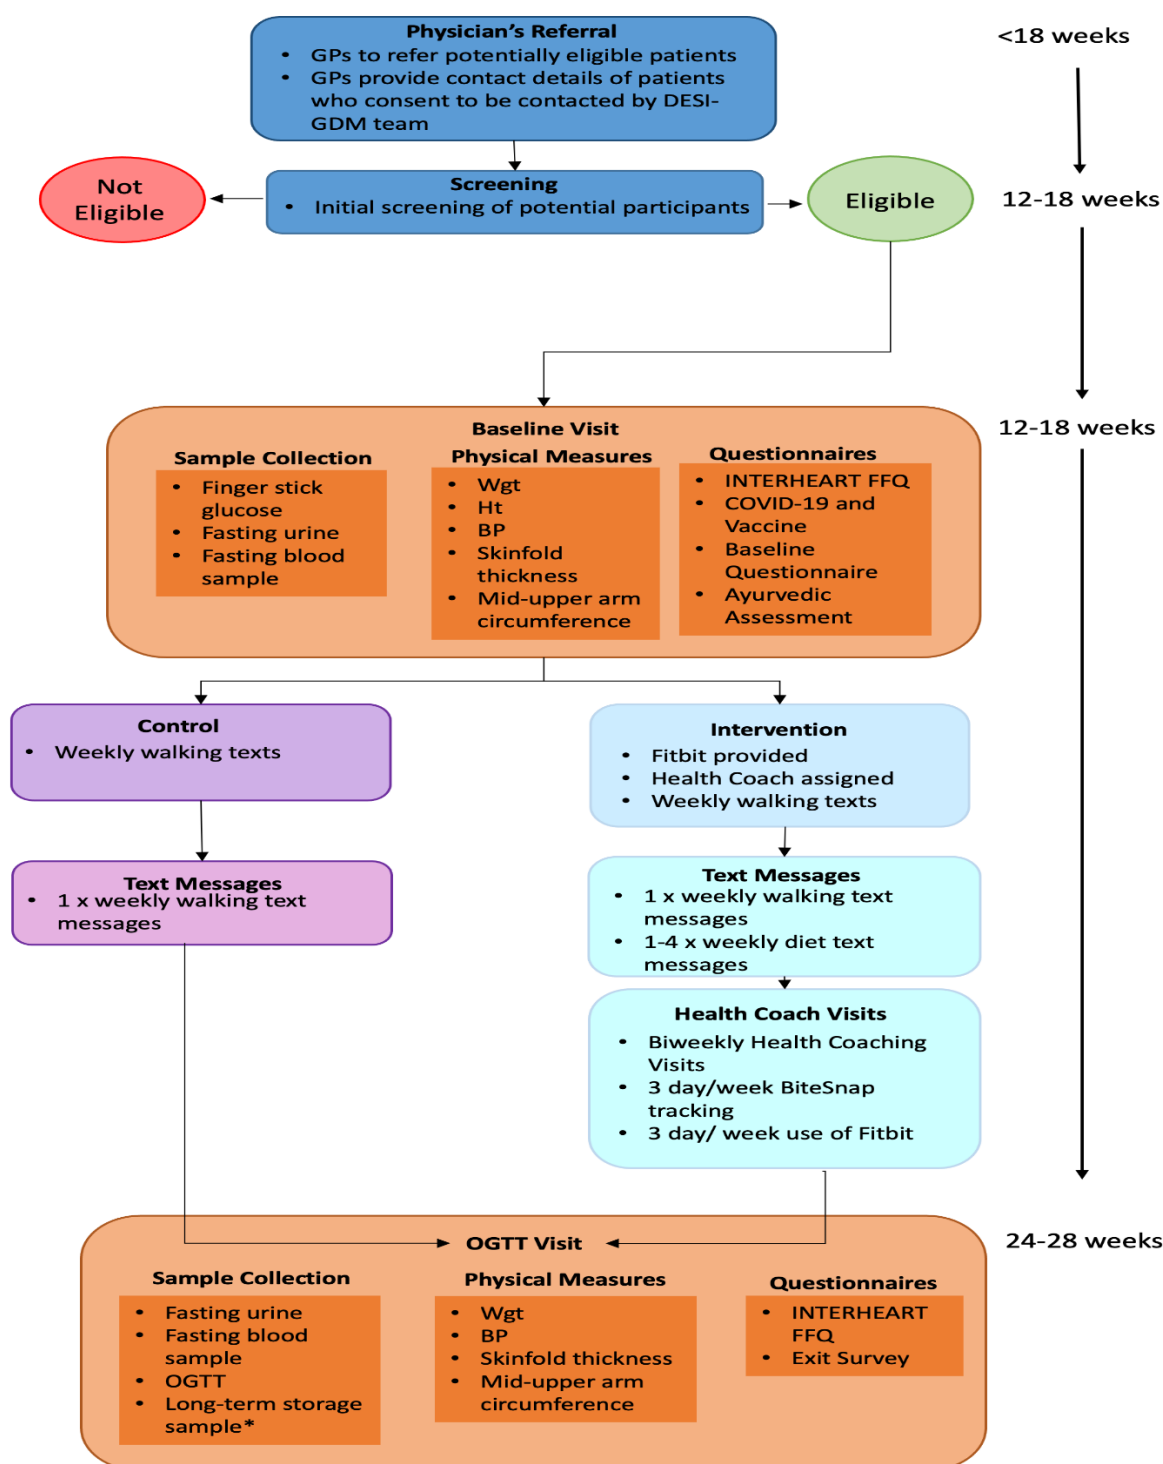 Physician's Referral
• GPs to refer potentially eligible patients
• GPs provide contact details of patients
who consent to be contacted by DESI-
GDM team
<18 weeks
Not
Eligible
Screening
• Initial screening of potential participants
Eligible
12-18 weeks
Baseline Visit
12-18 weeks
Sample Collection
• Finger stick
glucose
• Fasting urine
• Fasting blood
sample
Physical Measures
• Wgt
• Ht
• BP
• Skinfold
thickness
• Mid-upper arm
circumference
Questionnaires
• INTERHEART FFQ
• COVID-19 and
Vaccine
• Baseline
Questionnaire
• Ayurvedic
Assessment
Control
• Weekly walking texts
Intervention
• Fitbit provided
• Health Coach assigned
• Weekly walking texts
Text Messages
• 1 x weekly walking text
messages
Text Messages
• 1 x weekly walking text
messages
• 1-4 x weekly diet text
messages
Health Coach Visits
• Biweekly Health Coaching
Visits
• 3 day/week BiteSnap
tracking
• 3 day/ week use of Fitbit
OGTT Visit
24-28 weeks
Sample Collection
• Fasting urine
• Fasting blood
sample
• OGTT
• Long-term storage
sample*
Physical Measures
• Wgt
• BP
• Skinfold thickness
• Mid-upper arm
circumference
Questionnaires
• INTERHEART
FFQ
• Exit Survey